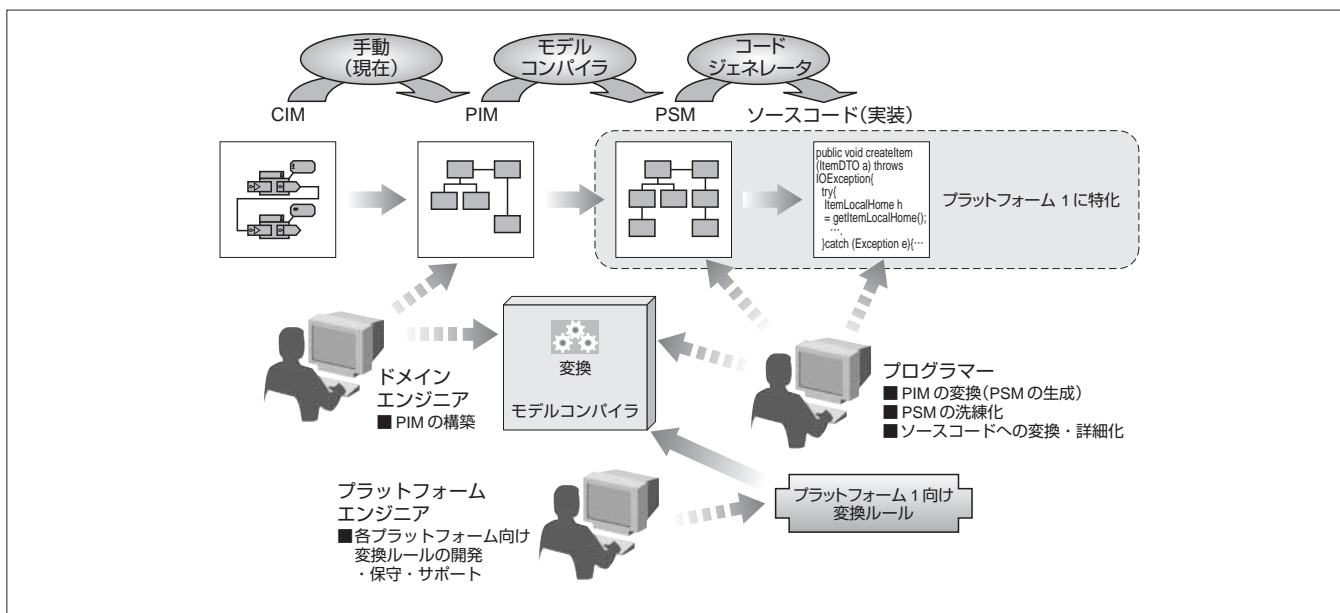 手動
(現在)
モデル
コンパイラ
コード
ジェネレータ
CIM
PIM
PSM
ソースコード(実装)
public void createItem
(ItemDTO a) throws
IOException{
try{
ItemLocalHome h
= getItemLocalHome();
….
}catch (Exception e){…
プラットフォーム 1 に特化
ドメイン
エンジニア
■ PIM の構築
変換
モデルコンパイラ
プログラマー
■ PIM の変換(PSM の生成)
■ PSM の洗練化
■ ソースコードへの変換・詳細化
プラットフォーム
エンジニア
■ 各プラットフォーム向け
変換ルールの開発
・保守・サポート
プラットフォーム 1 向け
変換ルール